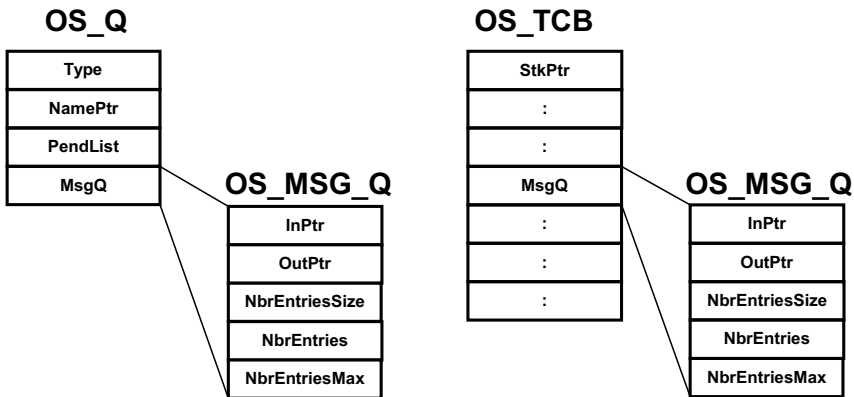 OS_Q
Type
NamePtr
PendList
MsgQ
OS_MSG_Q
InPtr
OutPtr
NbrEntriesSize
NbrEntries
NbrEntriesMax
OS_TCB
StkPtr
:
:
MsgQ
:
:
:
OS_MSG_Q
InPtr
OutPtr
NbrEntriesSize
NbrEntries
NbrEntriesMax